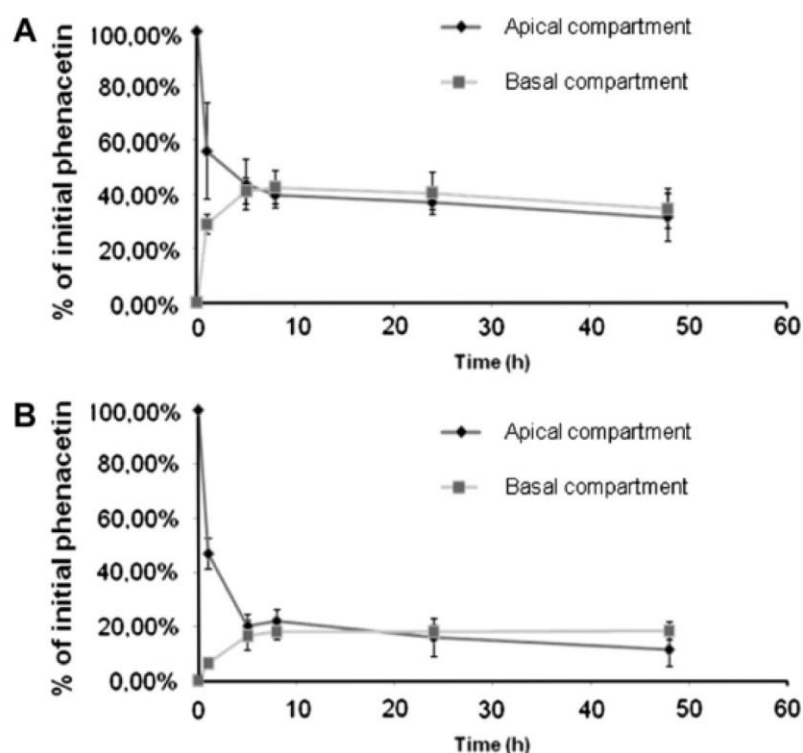 A
% of initial phenacetin
100,00%
80,00%
60,00%
40,00%
20,00%
0,00%
Apical compartment
Basal compartment
0 10 20 30 40 50 60
Time (h)
B
% of initial phenacetin
100,00%
80,00%
60,00%
40,00%
20,00%
0,00%
Apical compartment
Basal compartment
0 10 20 30 40 50 60
Time (h)